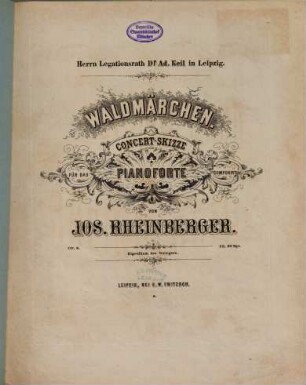 Herrn Legationsrath Dr. Ad. Keil in Leipzig.
WALDMÄRCHEN.
CONCERT-SKIZZE
FÜR DAS PIANOFORTE COMPONIRT
VON
JOS. RHEINBERGER.
Eigenthum des Verlegers.
LEIPZIG, BEI E. W. FRITZSCH.